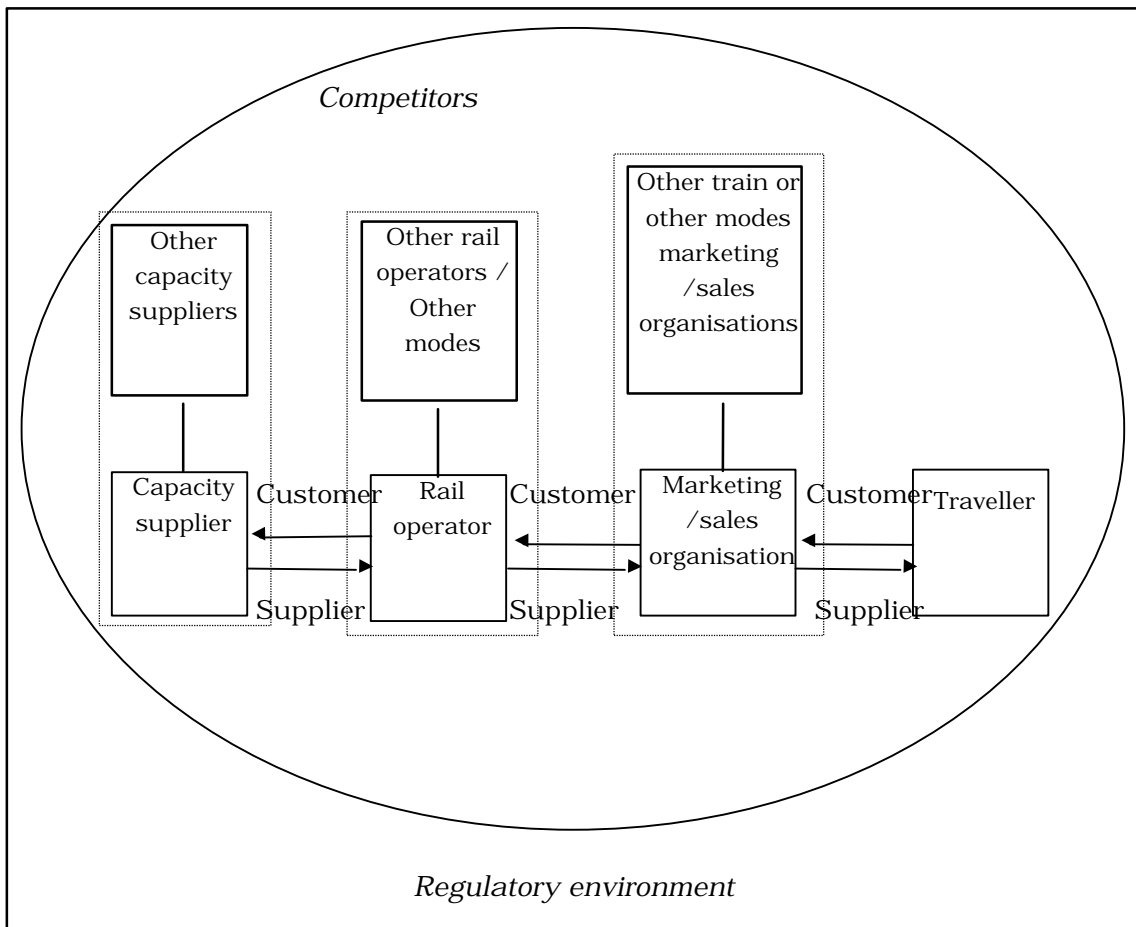 Competitors
Other
capacity
suppliers
Other rail
operators /
Other
modes
Other train or
other modes
marketing
/sales
organisations
Capacity
supplier
Customer
Supplier
Rail
operator
Customer
Supplier
Marketing
/sales
organisation
Customer
Supplier
Traveller
Regulatory environment